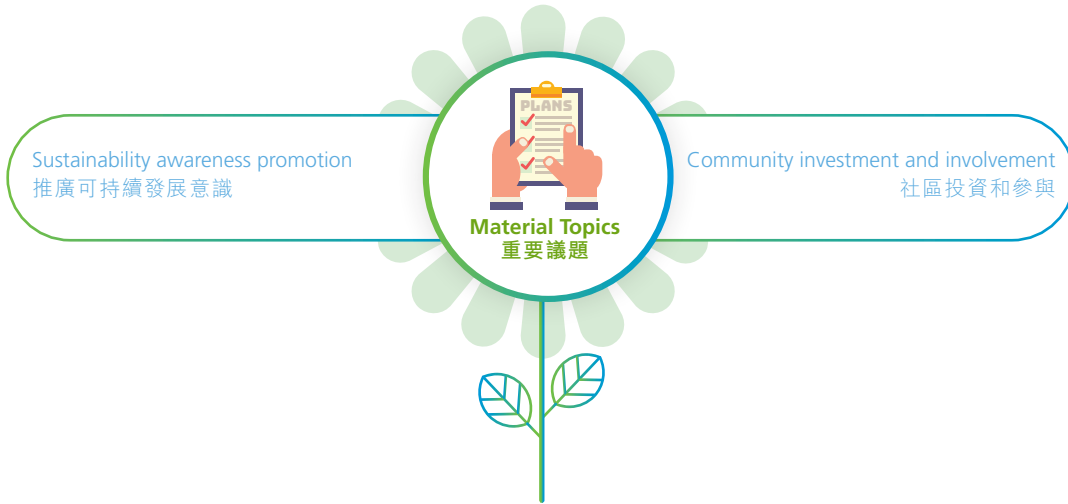 PLANS
Sustainability awareness promotion
推廣可持續發展意識
Community investment and involvement
社區投資和參與
Material Topics
重要議題